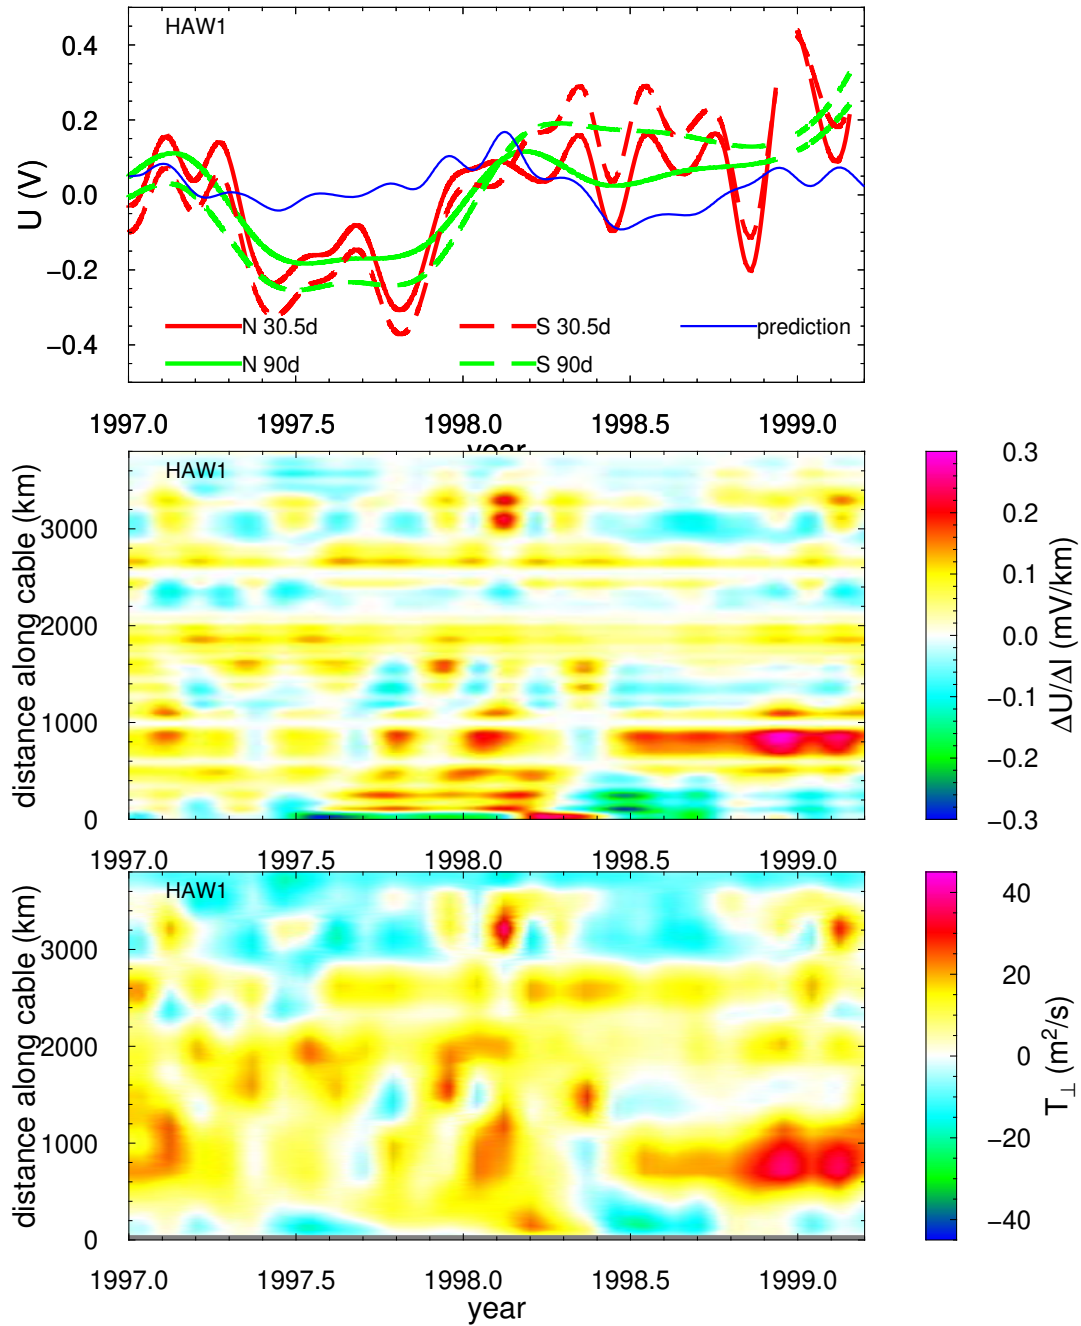 HAW1
0.4
0.2
0.0
−0.2
−0.4
U (V)
N 30.5d
S 30.5d
prediction
N 90d
S 90d
1997.0 1997.5 1998.0 1998.5 1999.0
year
HAW1
3000
2000
1000
0
distance along cable (km)
0.3
0.2
0.1
0.0
−0.1
−0.2
−0.3
ΔU/Δl (mV/km)
1997.0 1997.5 1998.0 1998.5 1999.0
HAW1
3000
2000
1000
0
distance along cable (km)
40
20
0
−20
−40
T⊥ (m²/s)
1997.0 1997.5 1998.0 1998.5 1999.0
year